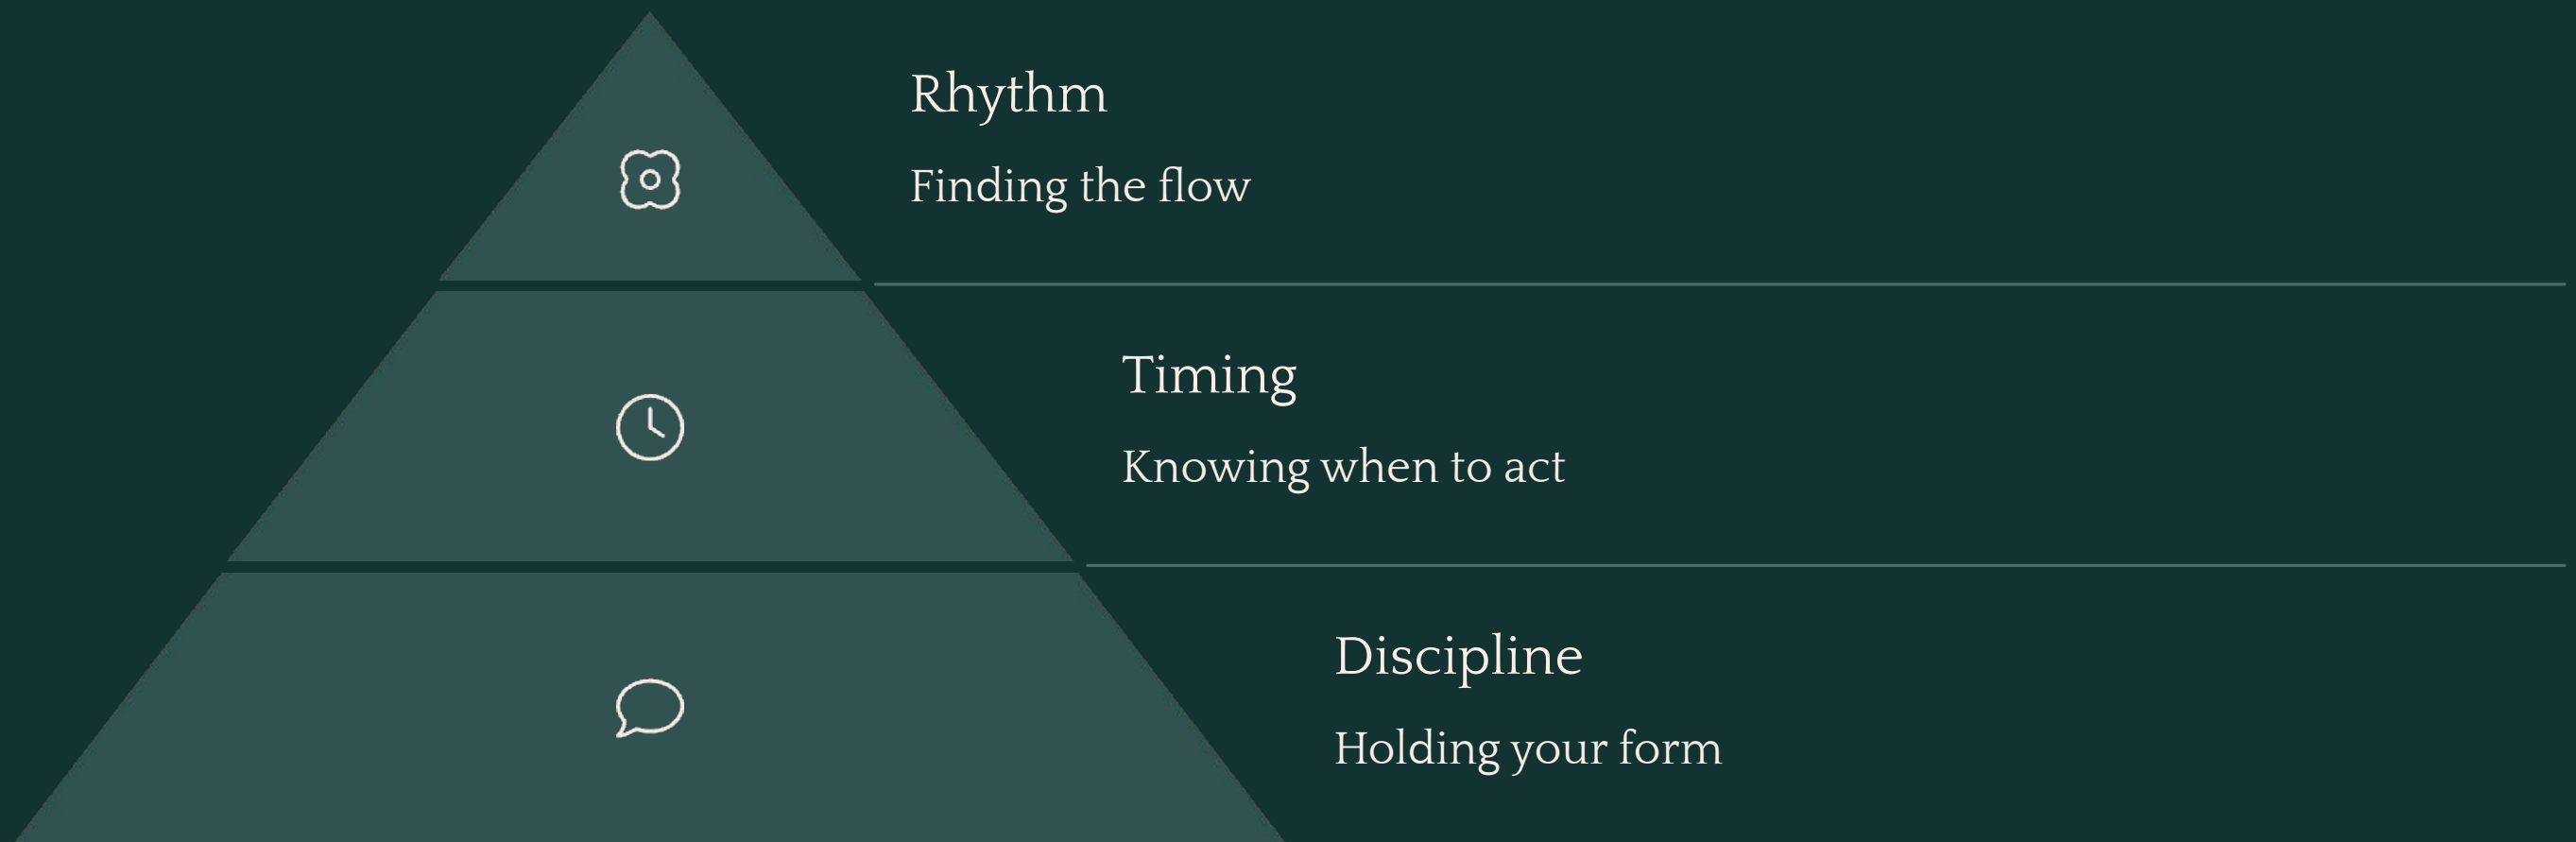 Rhythm
Finding the flow
Timing
Knowing when to act
Discipline
Holding your form